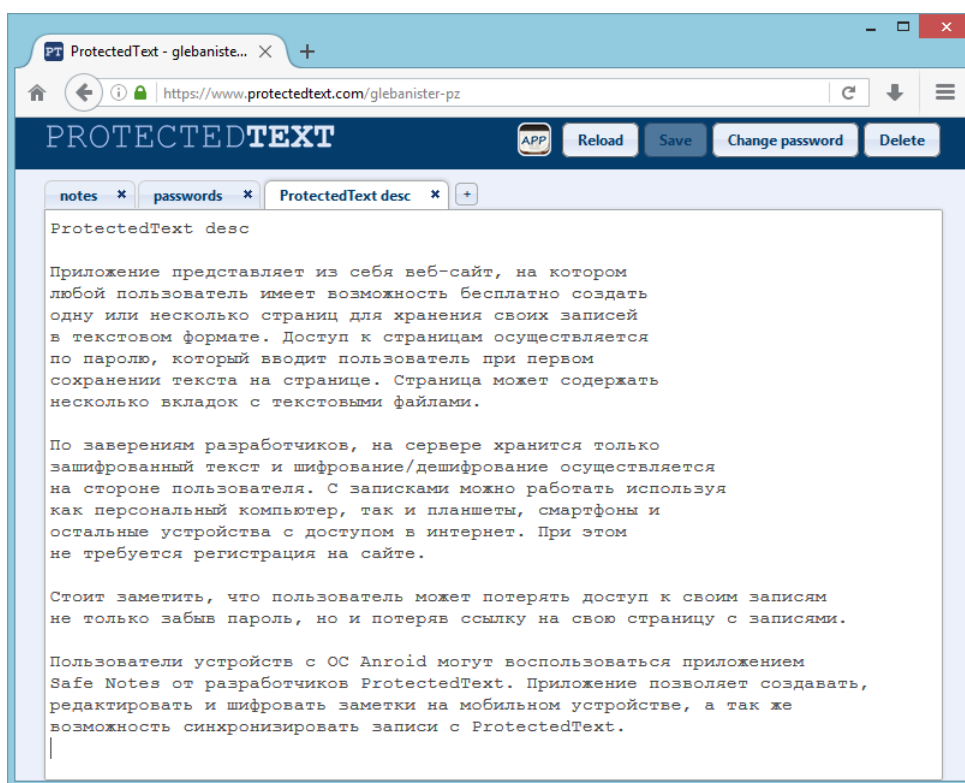 ProtectedText - glebaniste...
https://www.protectedtext.com/glebanister-pz
PROTECTEDTEXT APP Reload Save Change password Delete
notes passwords ProtectedText desc
ProtectedText desc
Приложение представляет из себя веб-сайт, на котором
любой пользователь имеет возможность бесплатно создать
одну или несколько страниц для хранения своих записей
в текстовом формате. Доступ к страницам осуществляется
по паролю, который вводит пользователь при первом
сохранении текста на странице. Страница может содержать
несколько вкладок с текстовыми файлами.
По заверениям разработчиков, на сервере хранится только
зашифрованный текст и шифрование/дешифрование осуществляется
на стороне пользователя. С записками можно работать используя
как персональный компьютер, так и планшеты, смартфоны и
остальные устройства с доступом в интернет. При этом
не требуется регистрация на сайте.
Стоит заметить, что пользователь может потерять доступ к своим записям
не только забыв пароль, но и потеряв ссылку на свою страницу с записями.
Пользователи устройств с ОС Anroid могут воспользоваться приложением
Safe Notes от разработчиков ProtectedText. Приложение позволяет создавать,
редактировать и шифровать заметки на мобильном устройстве, а так же
возможность синхронизировать записи с ProtectedText.